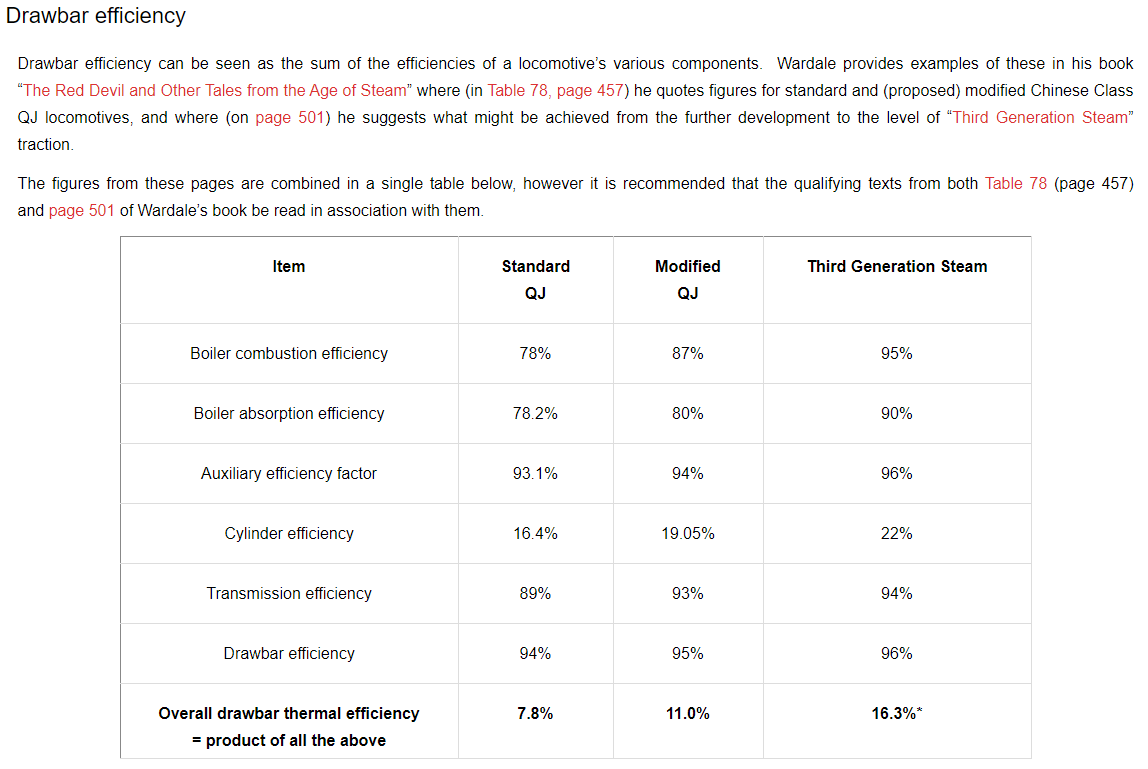 Drawbar efficiency
Drawbar efficiency can be seen as the sum of the efficiencies of a locomotive’s various components. Wardale provides examples of these in his book
“The Red Devil and Other Tales from the Age of Steam” where (in Table 78, page 457) he quotes figures for standard and (proposed) modified Chinese Class
QJ locomotives, and where (on page 501) he suggests what might be achieved from the further development to the level of “Third Generation Steam”
traction.
The figures from these pages are combined in a single table below, however it is recommended that the qualifying texts from both Table 78 (page 457)
and page 501 of Wardale’s book be read in association with them.
Item Standard Modified Third Generation Steam
QJ QJ
Boiler combustion efficiency 78% 87% 95%
Boiler absorption efficiency 78.2% 80% 90%
Auxiliary efficiency factor 93.1% 94% 96%
Cylinder efficiency 16.4% 19.05% 22%
Transmission efficiency 89% 93% 94%
Drawbar efficiency 94% 95% 96%
Overall drawbar thermal efficiency 7.8% 11.0% 16.3%*
= product of all the above